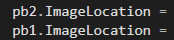 pb2.ImageLocation =
pb1.ImageLocation =